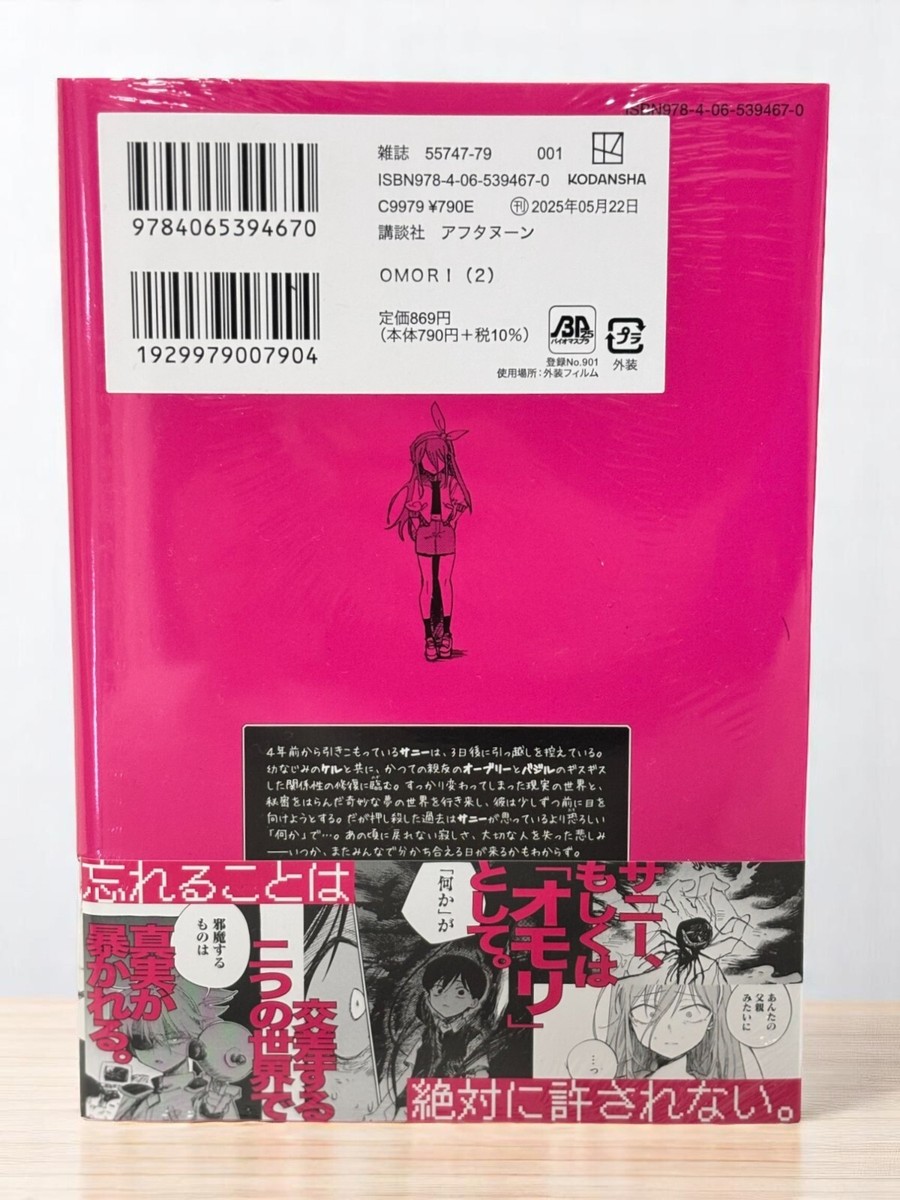 ISBN978-4-06-539467-0
9784065394670
1929979007904
雑誌 55747-79 001
KODANSHA
ISBN978-4-06-539467-0
C9979 ¥790E ㊞2025年05月22日
講談社 アフタヌーン
OMORI(2)
定価869円
(本体790円+税10%)
BP
25
バイオマスプラ
登録No.901
使用場所:外装フィルム
プラ
外装
4年前から引きこもっているサニーは、3日後に引っ越しを控えている。
幼なじみのケルと共に、かつての親友のオーブリーとバジルのギスギス
した関係性の修復に臨む。すっかり変わってしまった現実の世界と、
秘密をはらんだ奇妙な夢の世界を行き来し、彼は少しずつ前に目を
向けようとする。だが押し殺した過去はサニーが思っているより恐ろしい
「何か」で…。あの頃に戻れない寂しさ、大切な人を失った悲しみ
──いつか、またみんなで分かち合える日が来るかもわからず。
忘れることは
サニー、
もしくは
「オモリ」
として。
「何か」が
交差する
二つの世界で
邪魔する
ものは
真実が
暴かれる。
あんたの
父親
みたいに
…っ
絶対に許されない。